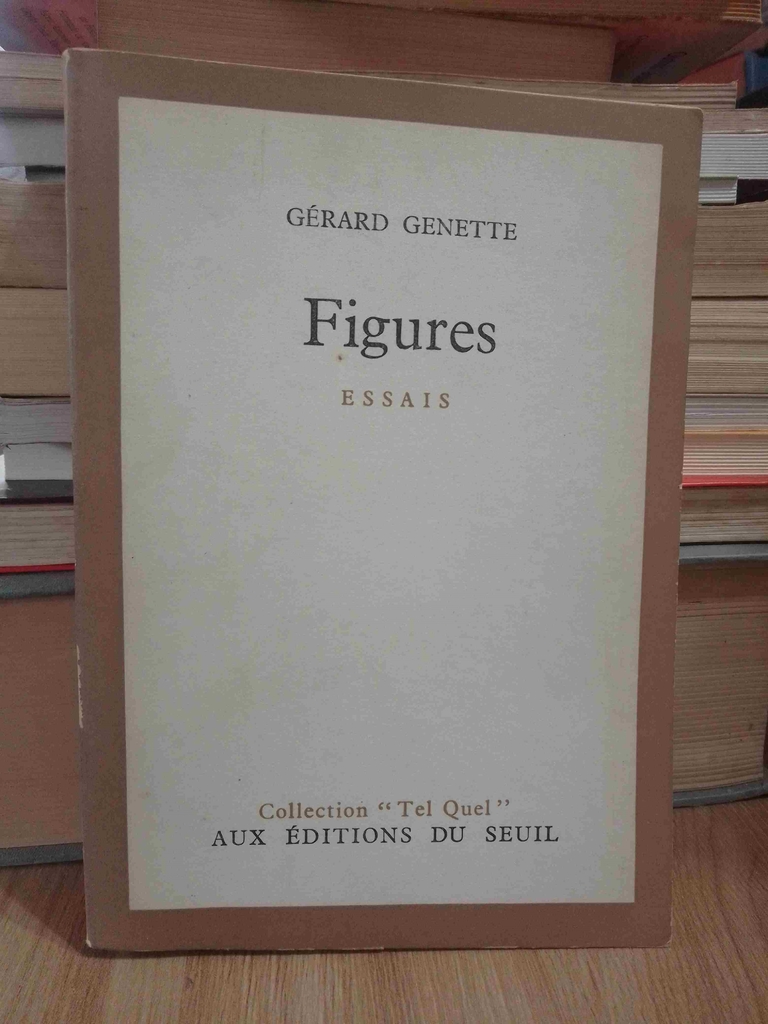 GÉRARD GENETTE
Figures
ESSAIS
Collection “Tel Quel”
AUX ÉDITIONS DU SEUIL